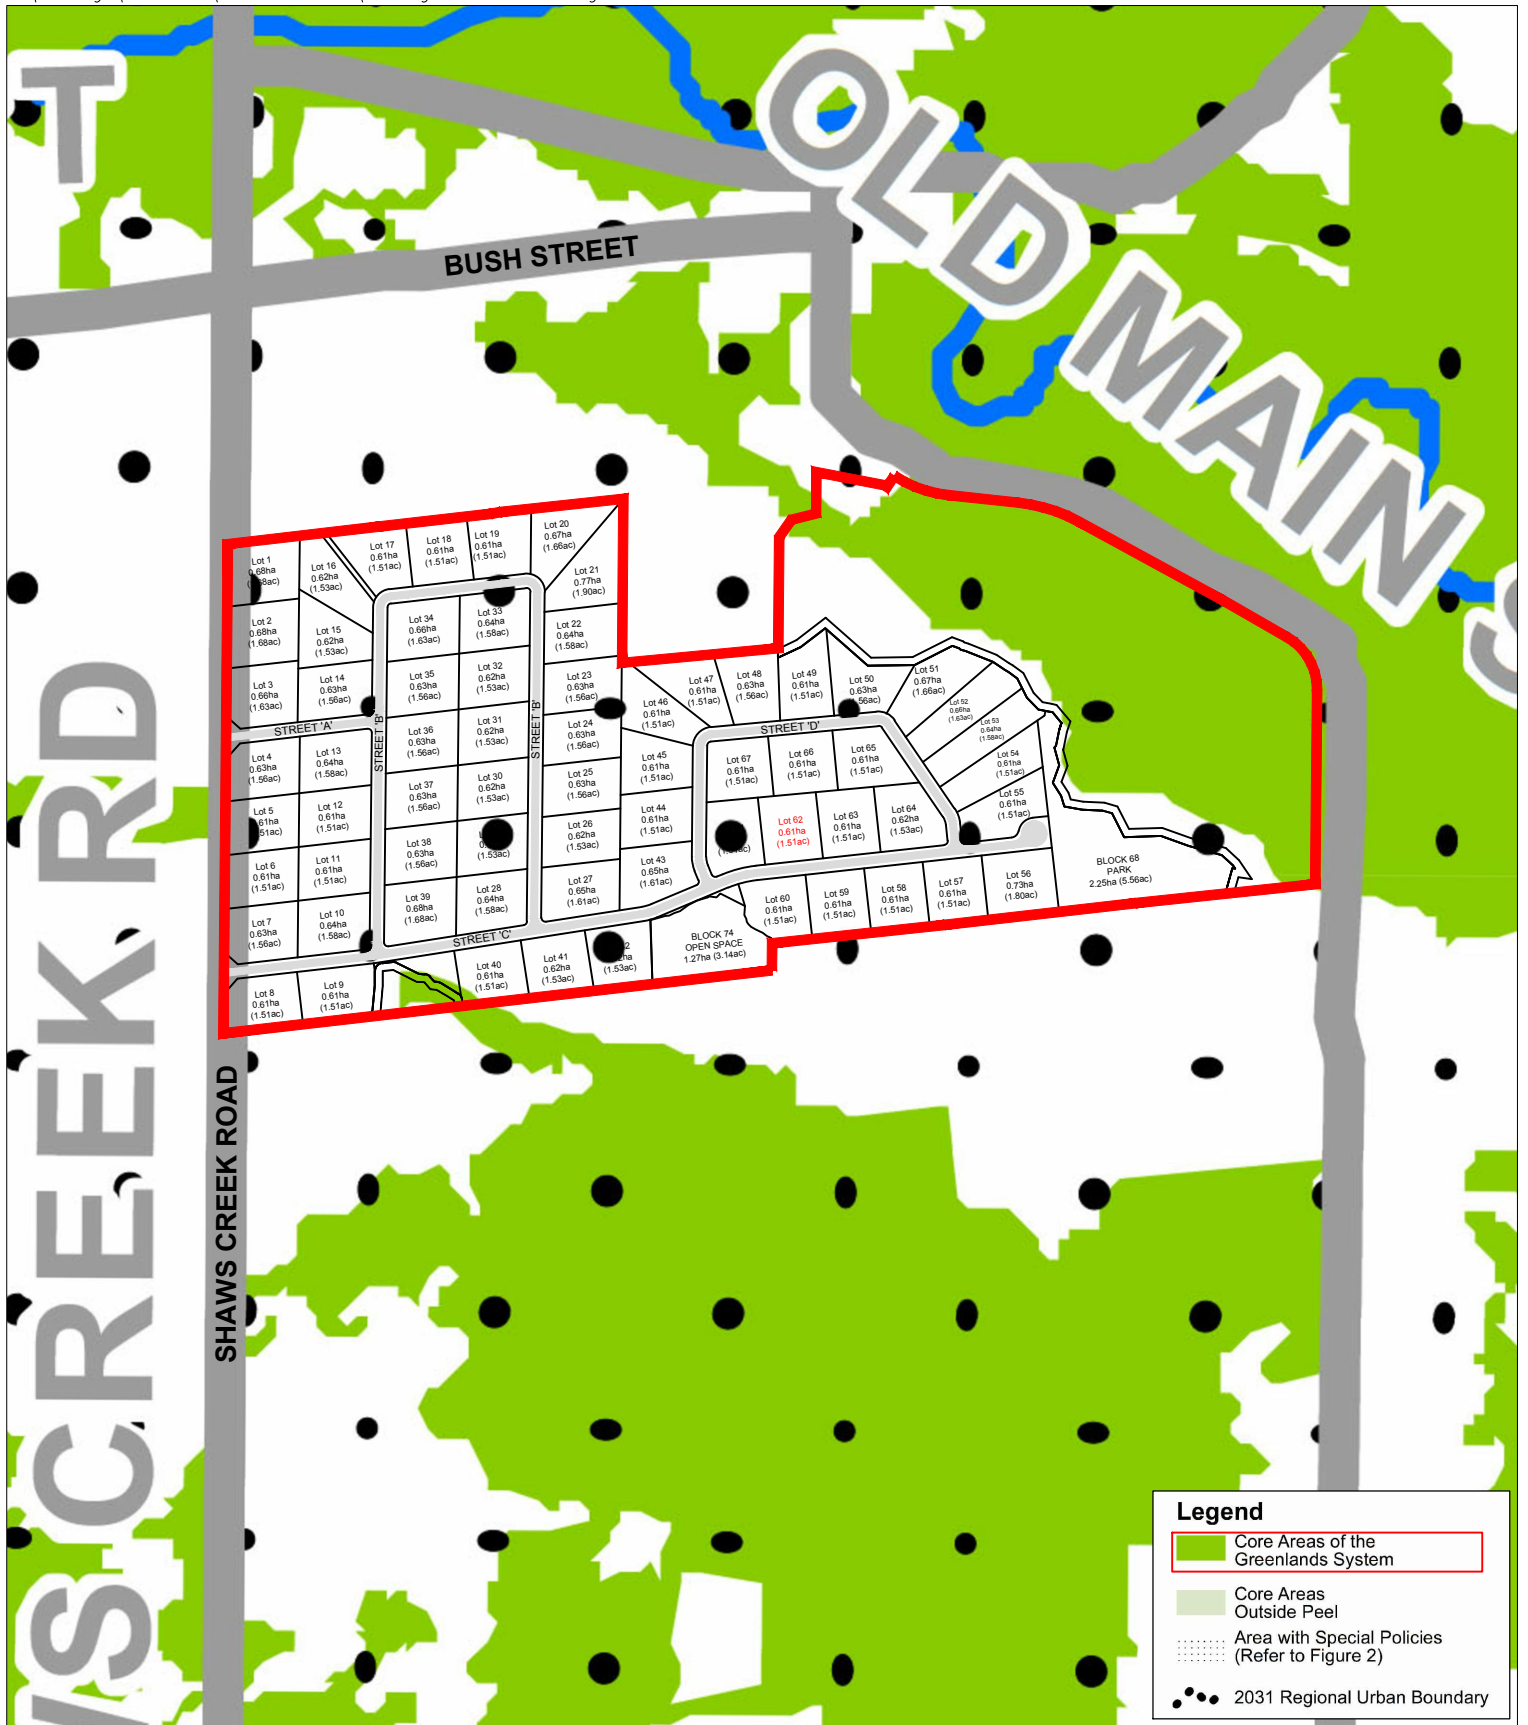 OLD MAIN S
T
BUSH STREET
SHAWS CREEK ROAD
S CREEK RD
Lot 1
0.68ha
Lot 2
0.68ha
(1.68ac)
Lot 3
0.66ha
(1.63ac)
STREET 'A'
Lot 4
0.63ha
(1.56ac)
Lot 5
0.61ha
Lot 6
0.61ha
(1.51ac)
Lot 7
0.63ha
(1.56ac)
Lot 8
0.61ha
(1.51ac)
Lot 9
0.61ha
(1.51ac)
Lot 10
0.64ha
(1.58ac)
Lot 11
0.61ha
(1.51ac)
Lot 12
0.61ha
(1.51ac)
Lot 13
0.64ha
(1.58ac)
Lot 14
0.63ha
(1.56ac)
Lot 15
0.62ha
(1.53ac)
Lot 16
0.62ha
(1.53ac)
Lot 17
0.61ha
(1.51ac)
Lot 18
0.61ha
(1.51ac)
Lot 19
0.61ha
(1.51ac)
Lot 20
0.67ha
(1.66ac)
Lot 21
0.77ha
(1.90ac)
Lot 22
0.64ha
(1.58ac)
Lot 23
0.63ha
(1.56ac)
Lot 24
0.63ha
(1.56ac)
Lot 25
0.63ha
(1.56ac)
Lot 26
0.62ha
(1.53ac)
Lot 27
0.65ha
(1.61ac)
Lot 28
0.64ha
(1.58ac)
(1.53ac)
Lot 30
0.62ha
(1.53ac)
Lot 31
0.62ha
(1.53ac)
Lot 32
0.62ha
(1.53ac)
Lot 33
0.64ha
(1.58ac)
Lot 34
0.66ha
(1.63ac)
Lot 35
0.63ha
(1.56ac)
Lot 36
0.63ha
(1.56ac)
Lot 37
0.63ha
(1.56ac)
Lot 38
0.63ha
(1.56ac)
Lot 39
0.68ha
(1.68ac)
STREET 'B'
STREET 'B'
STREET 'C'
Lot 40
0.61ha
(1.51ac)
Lot 41
0.62ha
(1.53ac)
(1.53ac)
Lot 43
0.65ha
(1.61ac)
Lot 44
0.61ha
(1.51ac)
Lot 45
0.61ha
(1.51ac)
Lot 46
0.61ha
(1.51ac)
Lot 47
0.61ha
(1.51ac)
Lot 48
0.63ha
(1.56ac)
Lot 49
0.61ha
(1.51ac)
Lot 50
0.63ha
Lot 51
0.67ha
(1.66ac)
Lot 52
0.66ha
(1.63ac)
Lot 53
0.64ha
(1.58ac)
Lot 54
0.61ha
(1.51ac)
Lot 55
0.61ha
(1.51ac)
Lot 56
0.73ha
(1.80ac)
Lot 57
0.61ha
(1.51ac)
Lot 58
0.61ha
(1.51ac)
Lot 59
0.61ha
(1.51ac)
Lot 60
0.61ha
(1.51ac)
Lot 62
0.61ha
(1.51ac)
Lot 63
0.61ha
(1.51ac)
Lot 64
0.62ha
(1.53ac)
Lot 65
0.61ha
(1.51ac)
Lot 66
0.61ha
(1.51ac)
Lot 67
0.61ha
(1.51ac)
STREET 'D'
BLOCK 68
PARK
2.25ha (5.56ac)
BLOCK 74
OPEN SPACE
1.27ha (3.14ac)
Legend
Core Areas of the
Greenlands System
Core Areas
Outside Peel
Area with Special Policies
(Refer to Figure 2)
2031 Regional Urban Boundary